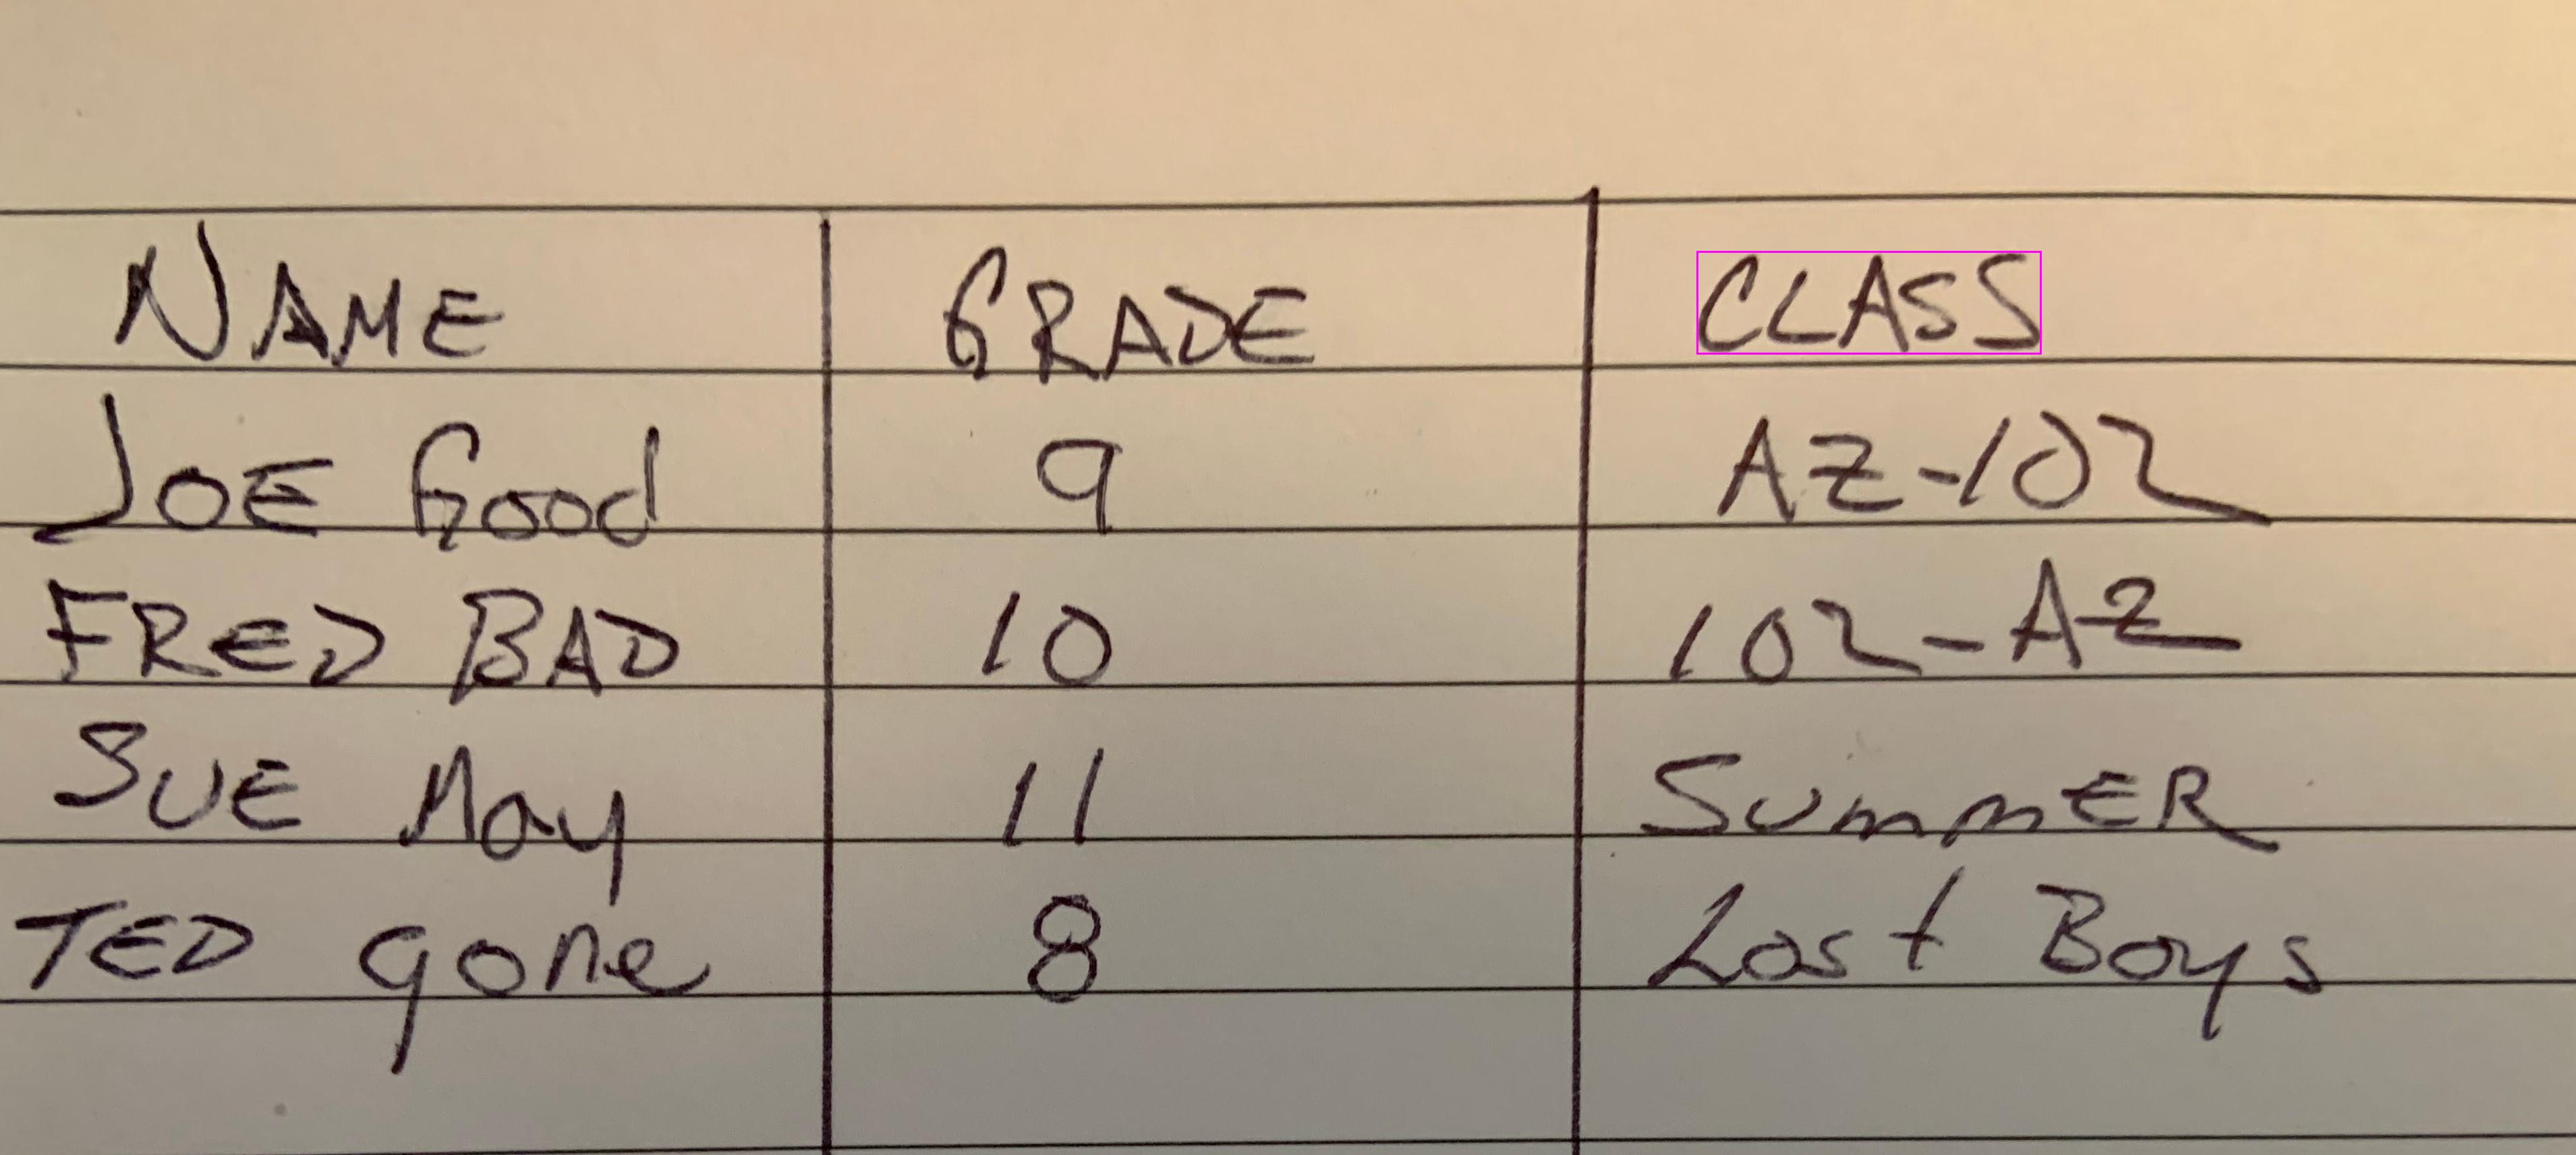 NAME GRADE CLASS
JOE Good 9 AZ-102
FRED BAD 10 102-AZ
SUE May 11 SummER
TED gone 8 Lost Boys